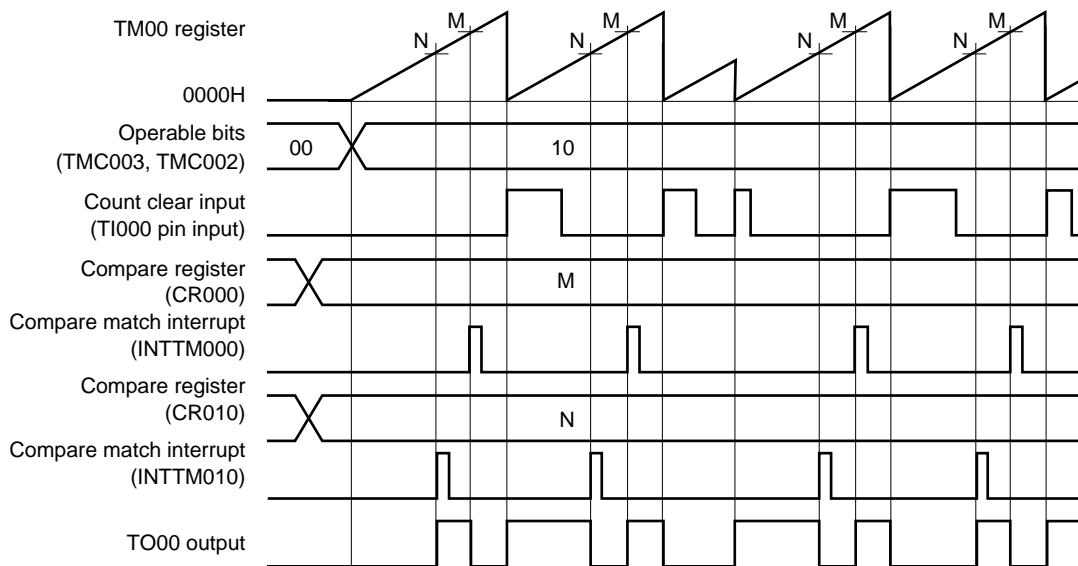 TM00 register
N M N M N M N M
0000H
Operable bits
(TMC003, TMC002)
00 10
Count clear input
(TI000 pin input)
Compare register
(CR000)
M
Compare match interrupt
(INTTM000)
Compare register
(CR010)
N
Compare match interrupt
(INTTM010)
TO00 output